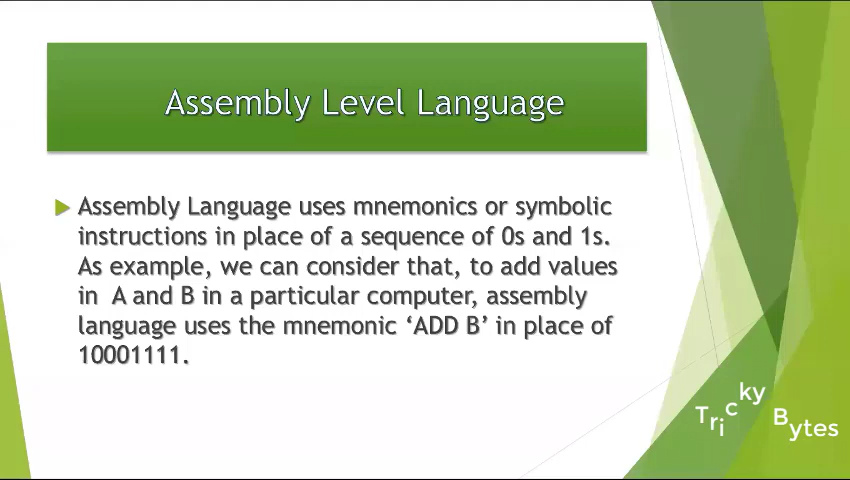 Assembly Level Language
Assembly Language uses mnemonics or symbolic
instructions in place of a sequence of 0s and 1s.
As example, we can consider that, to add values
in  A and B in a particular computer, assembly
language uses the mnemonic ‘ADD B’ in place of
10001111.
Tricky Bytes